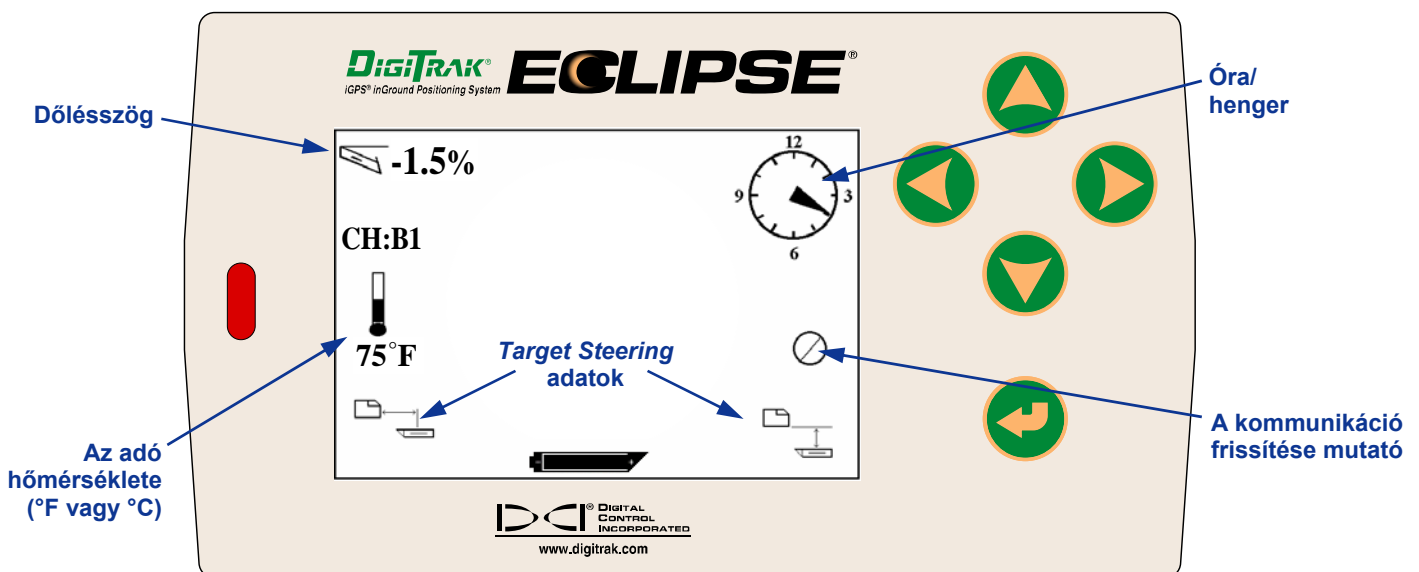 DIGITRAK®
iGPS® inGround Positioning System
ECLIPSE®
Dőlésszög
-1.5%
12
3
6
9
Óra/
henger
CH:B1
75°F
Target Steering
adatok
Az adó
hőmérséklete
(°F vagy °C)
A kommunikáció
frissítése mutató
- +
DCI®
DIGITAL
CONTROL
INCORPORATED
www.digitrak.com